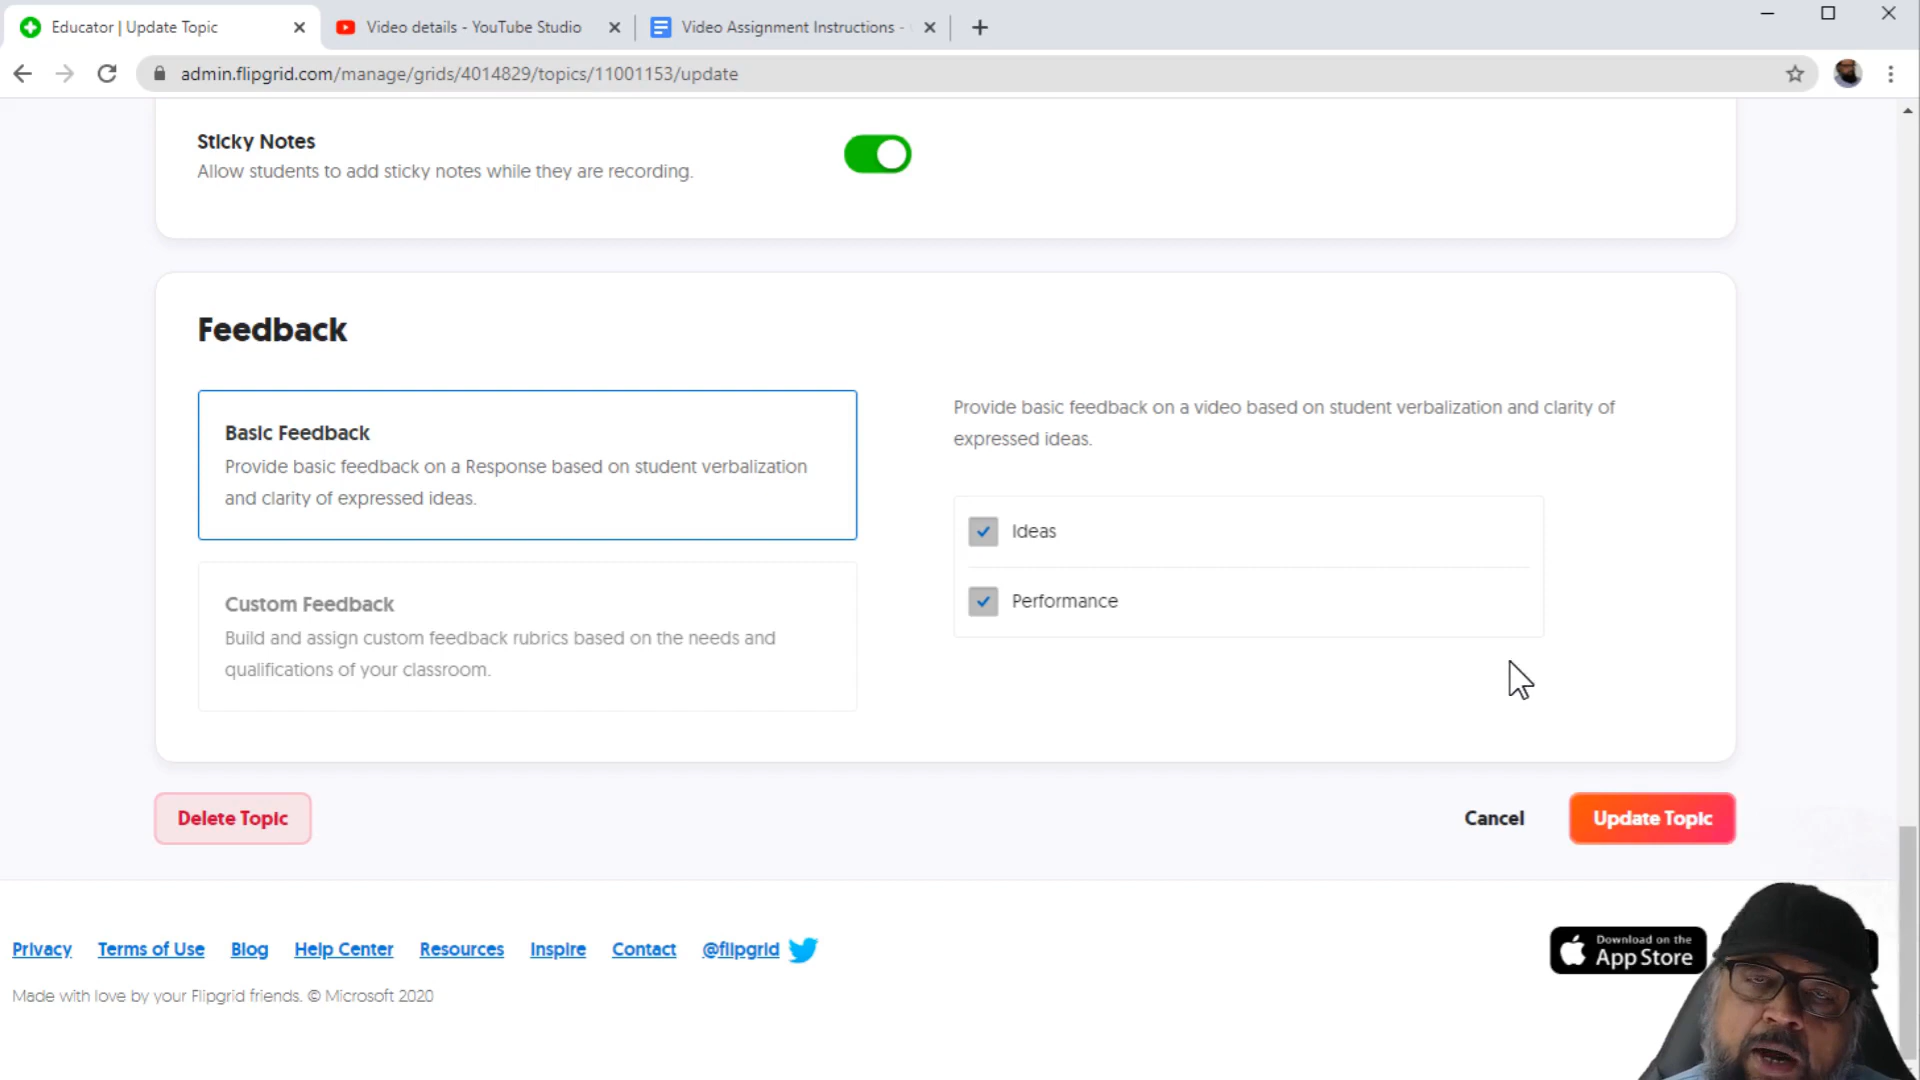 Educator | Update Topic
Video details - YouTube Studio
Video Assignment Instructions -
admin.flipgrid.com/manage/grids/4014829/topics/11001153/update
Sticky Notes
Allow students to add sticky notes while they are recording.
Feedback
Basic Feedback
Provide basic feedback on a Response based on student verbalization
and clarity of expressed ideas.
Custom Feedback
Build and assign custom feedback rubrics based on the needs and
qualifications of your classroom.
Provide basic feedback on a video based on student verbalization and clarity of
expressed ideas.
Ideas
Performance
Delete Topic
Cancel
Update Topic
Privacy
Terms of Use
Blog
Help Center
Resources
Inspire
Contact
@flipgrid
Download on the
App Store
Made with love by your Flipgrid friends. © Microsoft 2020